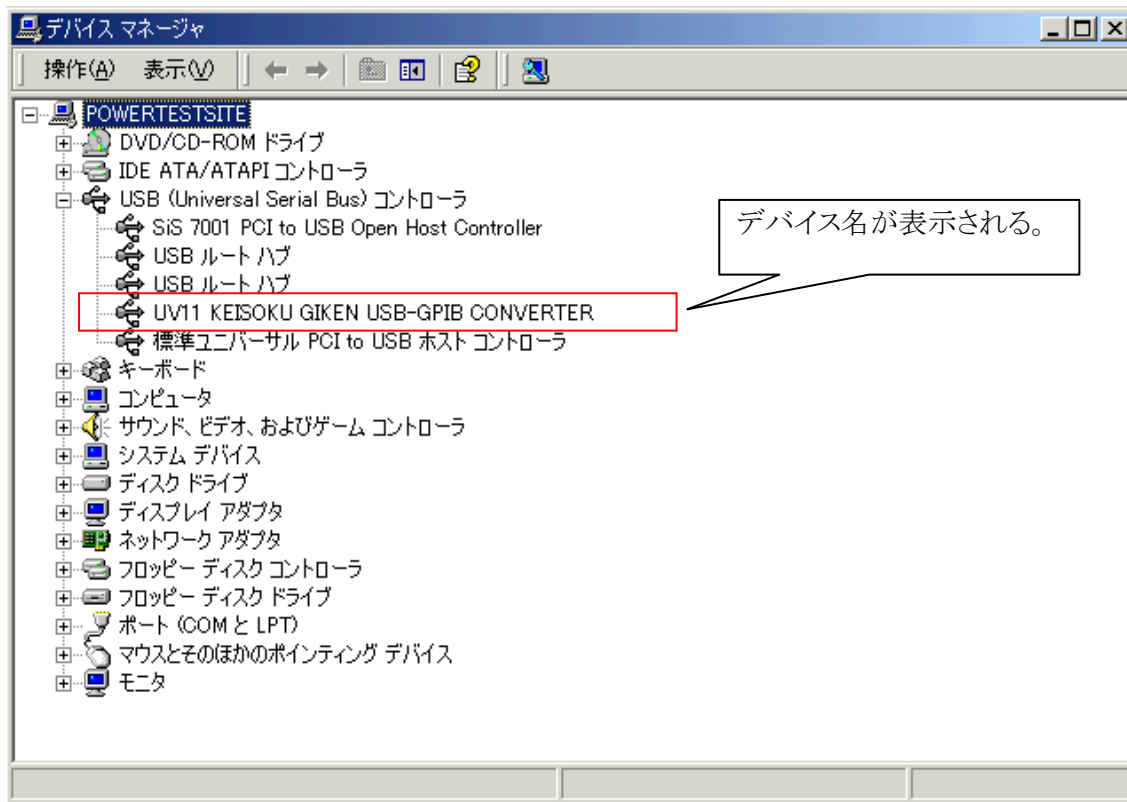 デバイス マネージャ
操作(A) 表示(V)
POWERTESTSITE
DVD/CD-ROM ドライブ
IDE ATA/ATAPI コントローラ
USB (Universal Serial Bus) コントローラ
SiS 7001 PCI to USB Open Host Controller
デバイス名が表示される。
USB ルート ハブ
USB ルート ハブ
UV11 KEISOKU GIKEN USB-GPIB CONVERTER
標準ユニバーサル PCI to USB ホスト コントローラ
キーボード
コンピュータ
サウンド、ビデオ、およびゲーム コントローラ
システム デバイス
ディスク ドライブ
ディスプレイ アダプタ
ネットワーク アダプタ
フロッピー ディスク コントローラ
フロッピー ディスク ドライブ
ポート (COM と LPT)
マウスとそのほかのポインティング デバイス
モニタ